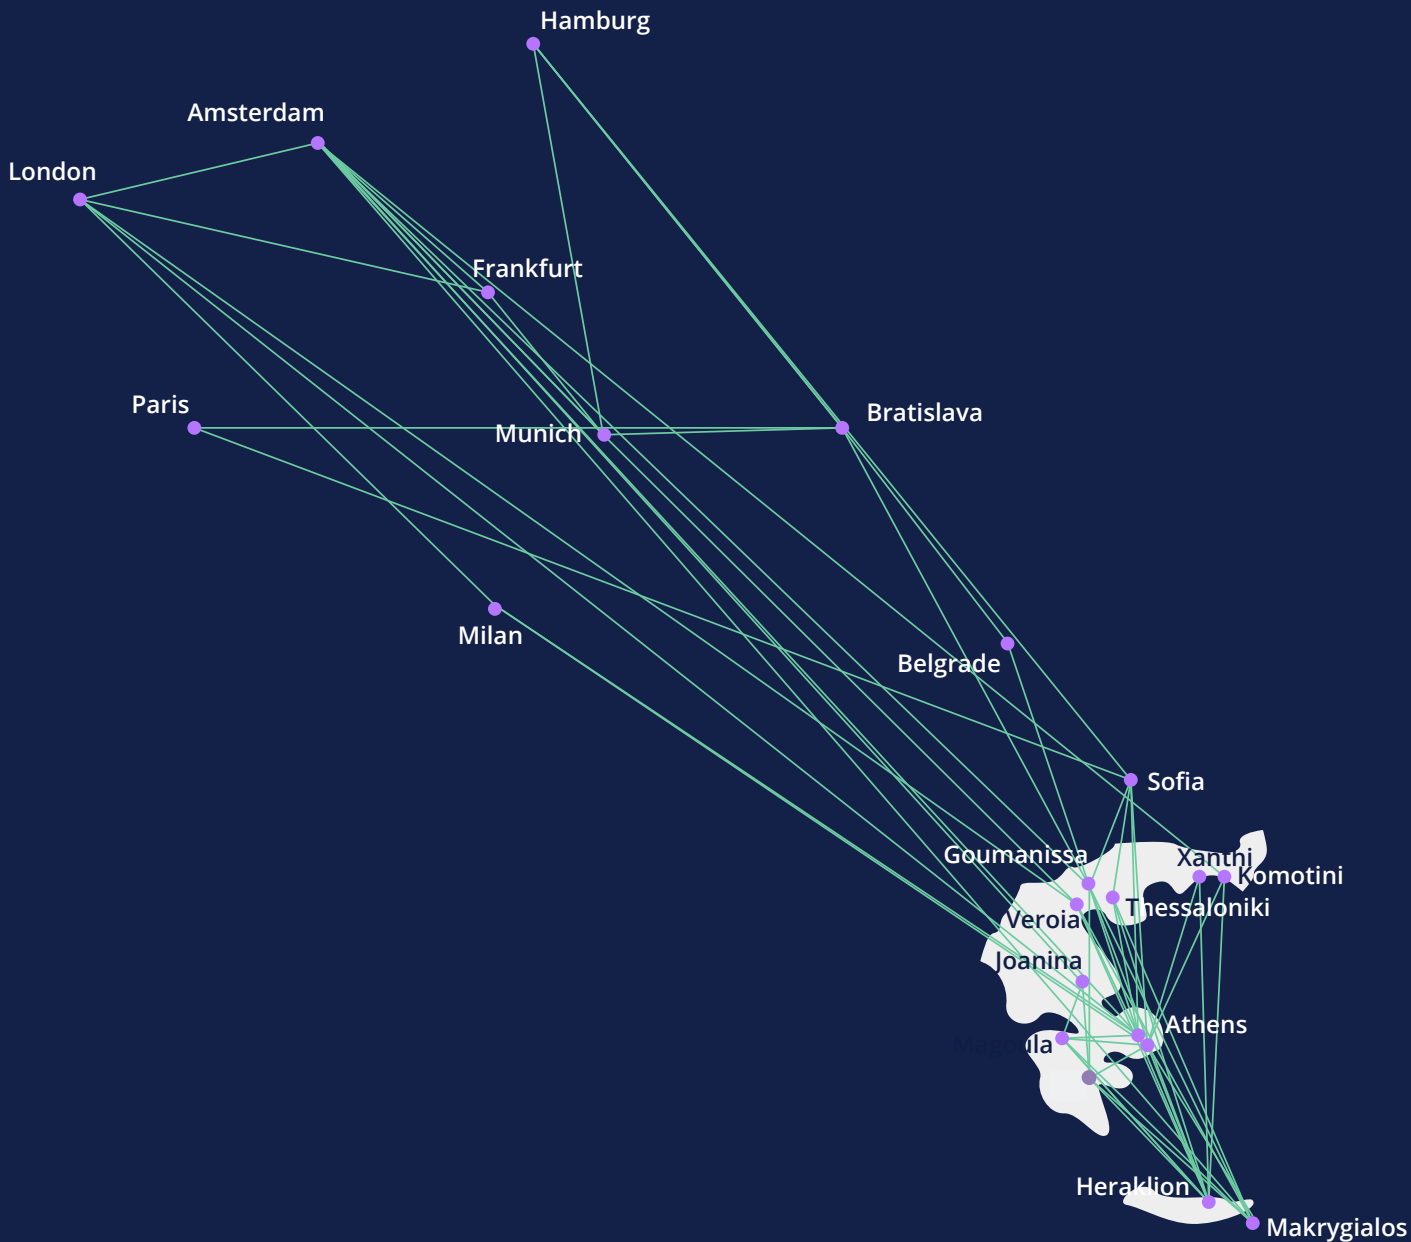 Hamburg
Amsterdam
London
Frankfurt
Paris
Bratislava
Munich
Milan
Belgrade
Sofia
Goumanissa
Xanthi
Komotini
Thessaloniki
Veroia
Joanina
Athens
Magoula
Heraklion
Makrygialos